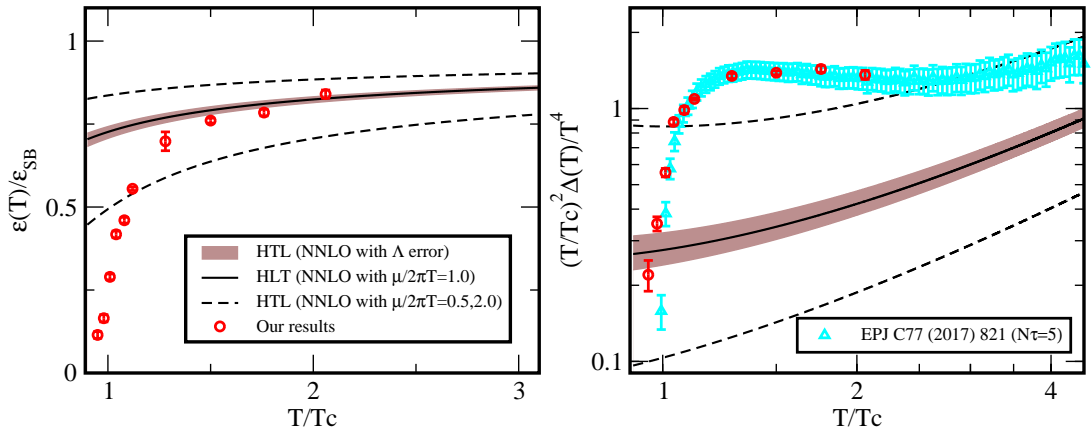 ε(T)/ε_SB
1
0.5
0
HTL (NNLO with Λ error)
HLT (NNLO with μ/2πT=1.0)
HTL (NNLO with μ/2πT=0.5,2.0)
Our results
1
2
3
T/Tc
(T/Tc)^2 Δ(T)/T^4
1
0.1
EPJ C77 (2017) 821 (Nτ=5)
1
2
4
T/Tc